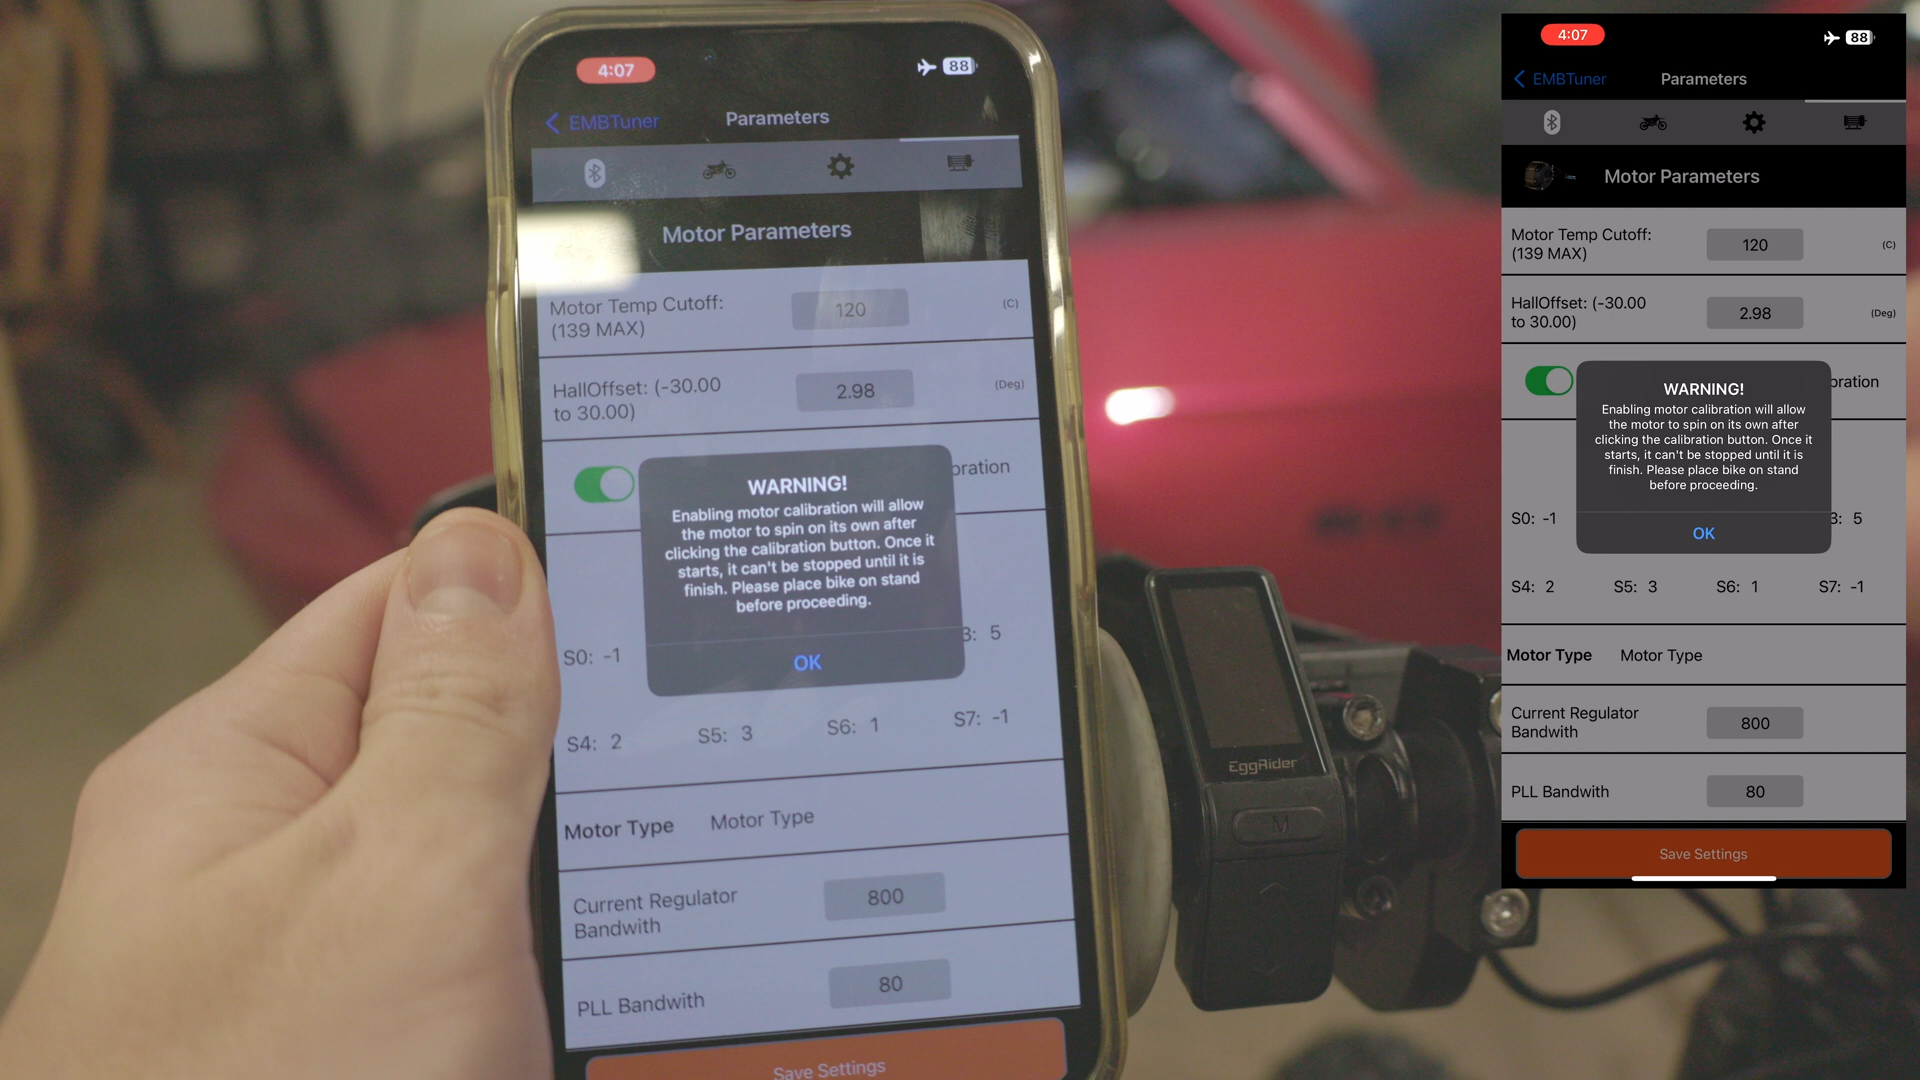 4:07
88
EMBTuner
Parameters
Motor Parameters
Motor Temp Cutoff:
(139 MAX)
120
(C)
HallOffset: (-30.00
to 30.00)
2.98
(Deg)
bration
WARNING!
Enabling motor calibration will allow
the motor to spin on its own after
clicking the calibration button. Once it
starts, it can't be stopped until it is
finish. Please place bike on stand
before proceeding.
OK
S0: -1
3: 5
S4: 2
S5: 3
S6: 1
S7: -1
Motor Type
Motor Type
Current Regulator
Bandwith
800
PLL Bandwith
80
Save Settings
EggRider
M
4:07
88
EMBTuner
Parameters
Motor Parameters
Motor Temp Cutoff:
(139 MAX)
120
(C)
HallOffset: (-30.00
to 30.00)
2.98
(Deg)
bration
WARNING!
Enabling motor calibration will allow
the motor to spin on its own after
clicking the calibration button. Once it
starts, it can't be stopped until it is
finish. Please place bike on stand
before proceeding.
OK
S0: -1
3: 5
S4: 2
S5: 3
S6: 1
S7: -1
Motor Type
Motor Type
Current Regulator
Bandwith
800
PLL Bandwith
80
Save Settings